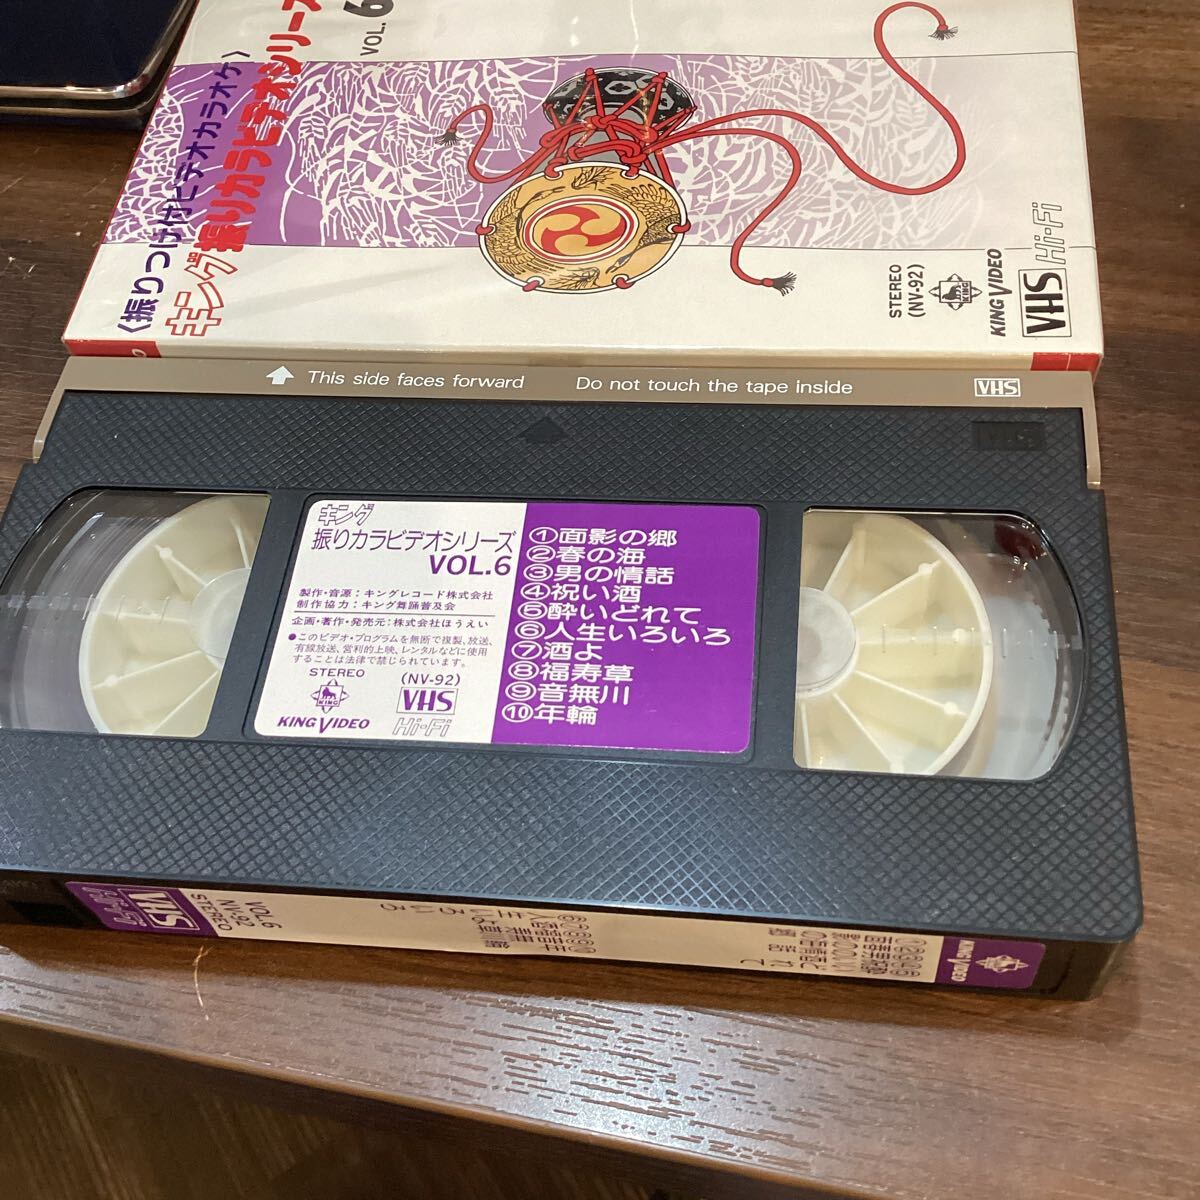 〈振りつけ付ビデオカラオケ〉
キング振りカラビデオシリーズ
VOL. 6
STEREO
(NV-92)
KING
KING VIDEO
VHS
Hi-Fi
This side faces forward
Do not touch the tape inside
VHS
キング
振りカラビデオシリーズ
VOL.6
製作・音源：キングレコード株式会社
制作協力：キング舞踊普及会
企画・著作・発売元：株式会社ほうえい
●このビデオ・プログラムを無断で複製、放送、
有線放送、営利的上映、レンタルなどに使用
することは法律で禁じられています。
STEREO
(NV-92)
KING
KING VIDEO
VHS
Hi-Fi
①面影の郷
②春の海
③男の情話
④祝い酒
⑤酔いどれて
⑥人生いろいろ
⑦酒よ
⑧福寿草
⑨音無川
⑩年輪
VHS
STEREO
NV-92
VOL.6
KING VIDEO